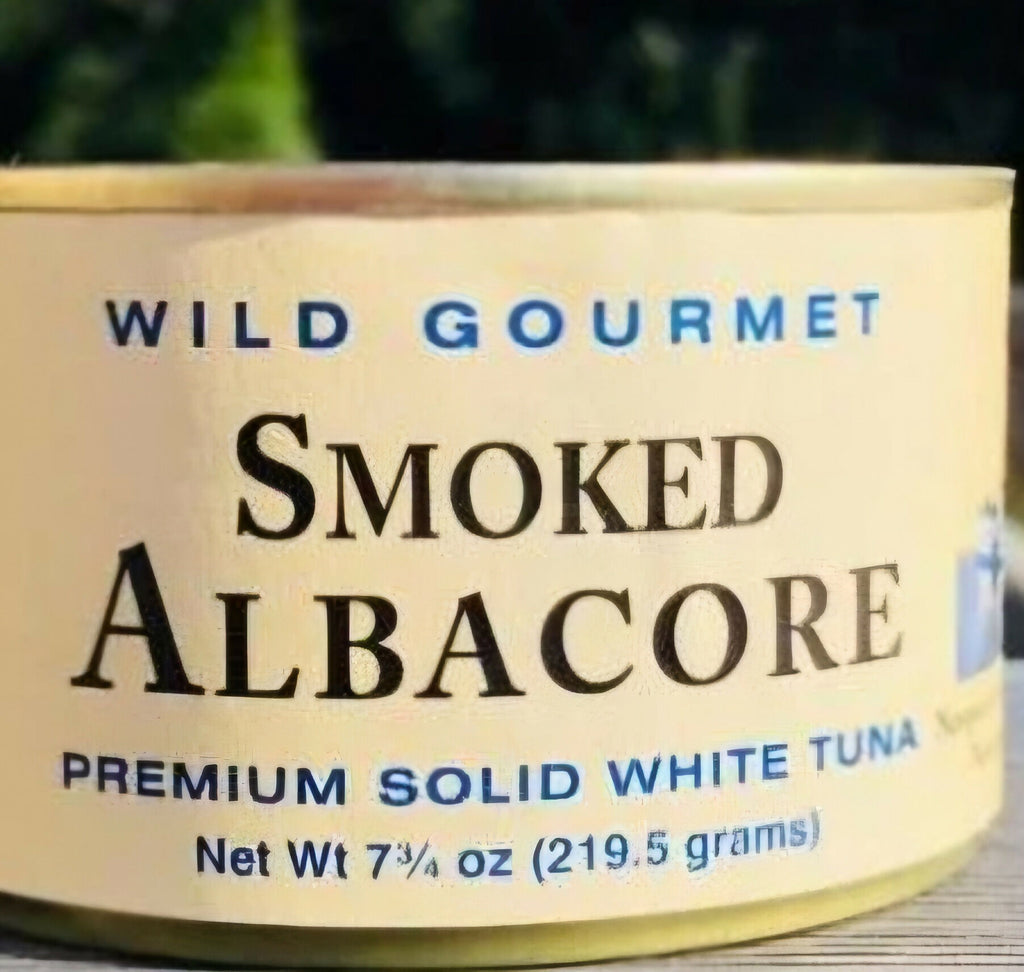 WILD GOURMET
SMOKED
ALBACORE
PREMIUM SOLID WHITE TUNA
Net Wt 7¾ oz (219.5 grams)